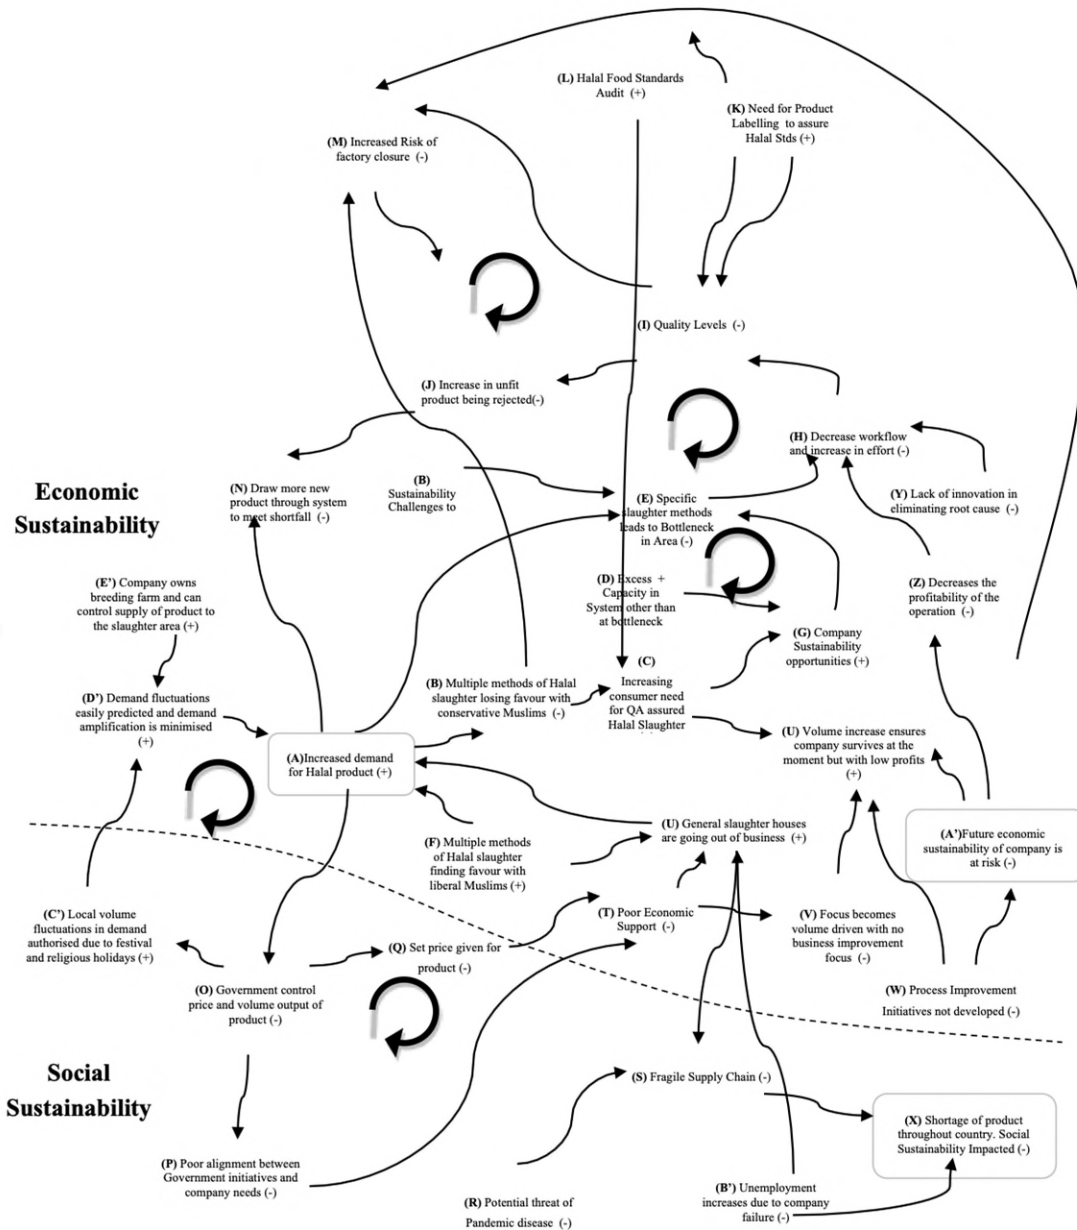 (L) Halal Food Standards
Audit (+)
(K) Need for Product
Labelling to assure
Halal Stds (+)
(M) Increased Risk of
factory closure (-)
(I) Quality Levels (-)
(J) Increase in unfit
product being rejected(-)
(H) Decrease workflow
and increase in effort (-)
Economic
Sustainability
(N) Draw more new
product through system
to meet shortfall (-)
(B)
Sustainability
Challenges to
(E) Specific
slaughter methods
leads to Bottleneck
in Area (-)
(Y) Lack of innovation in
eliminating root cause (-)
(E') Company owns
breeding farm and can
control supply of product to
the slaughter area (+)
(D) Excess +
Capacity in
System other than
at bottleneck
(Z) Decreases the
profitability of the
operation (-)
(G) Company
Sustainability
opportunities (+)
(D') Demand fluctuations
easily predicted and demand
amplification is minimised
(+)
(B) Multiple methods of Halal
slaughter losing favour with
conservative Muslims (-)
(C)
Increasing
consumer need
for QA assured
Halal Slaughter
(A)Increased demand
for Halal product (+)
(U) Volume increase ensures
company survives at the
moment but with low profits
(+)
(F) Multiple methods
of Halal slaughter
finding favour with
liberal Muslims (+)
(U) General slaughter houses
are going out of business (+)
(A')Future economic
sustainability of company is
at risk (-)
(C') Local volume
fluctuations in demand
authorised due to festival
and religious holidays (+)
(Q) Set price given for
product (-)
(T) Poor Economic
Support (-)
(V) Focus becomes
volume driven with no
business improvement
focus (-)
(O) Government control
price and volume output of
product (-)
(W) Process Improvement
Initiatives not developed (-)
Social
Sustainability
(S) Fragile Supply Chain (-)
(X) Shortage of product
throughout country. Social
Sustainability Impacted (-)
(P) Poor alignment between
Government initiatives and
company needs (-)
(R) Potential threat of
Pandemic disease (-)
(B') Unemployment
increases due to company
failure (-)